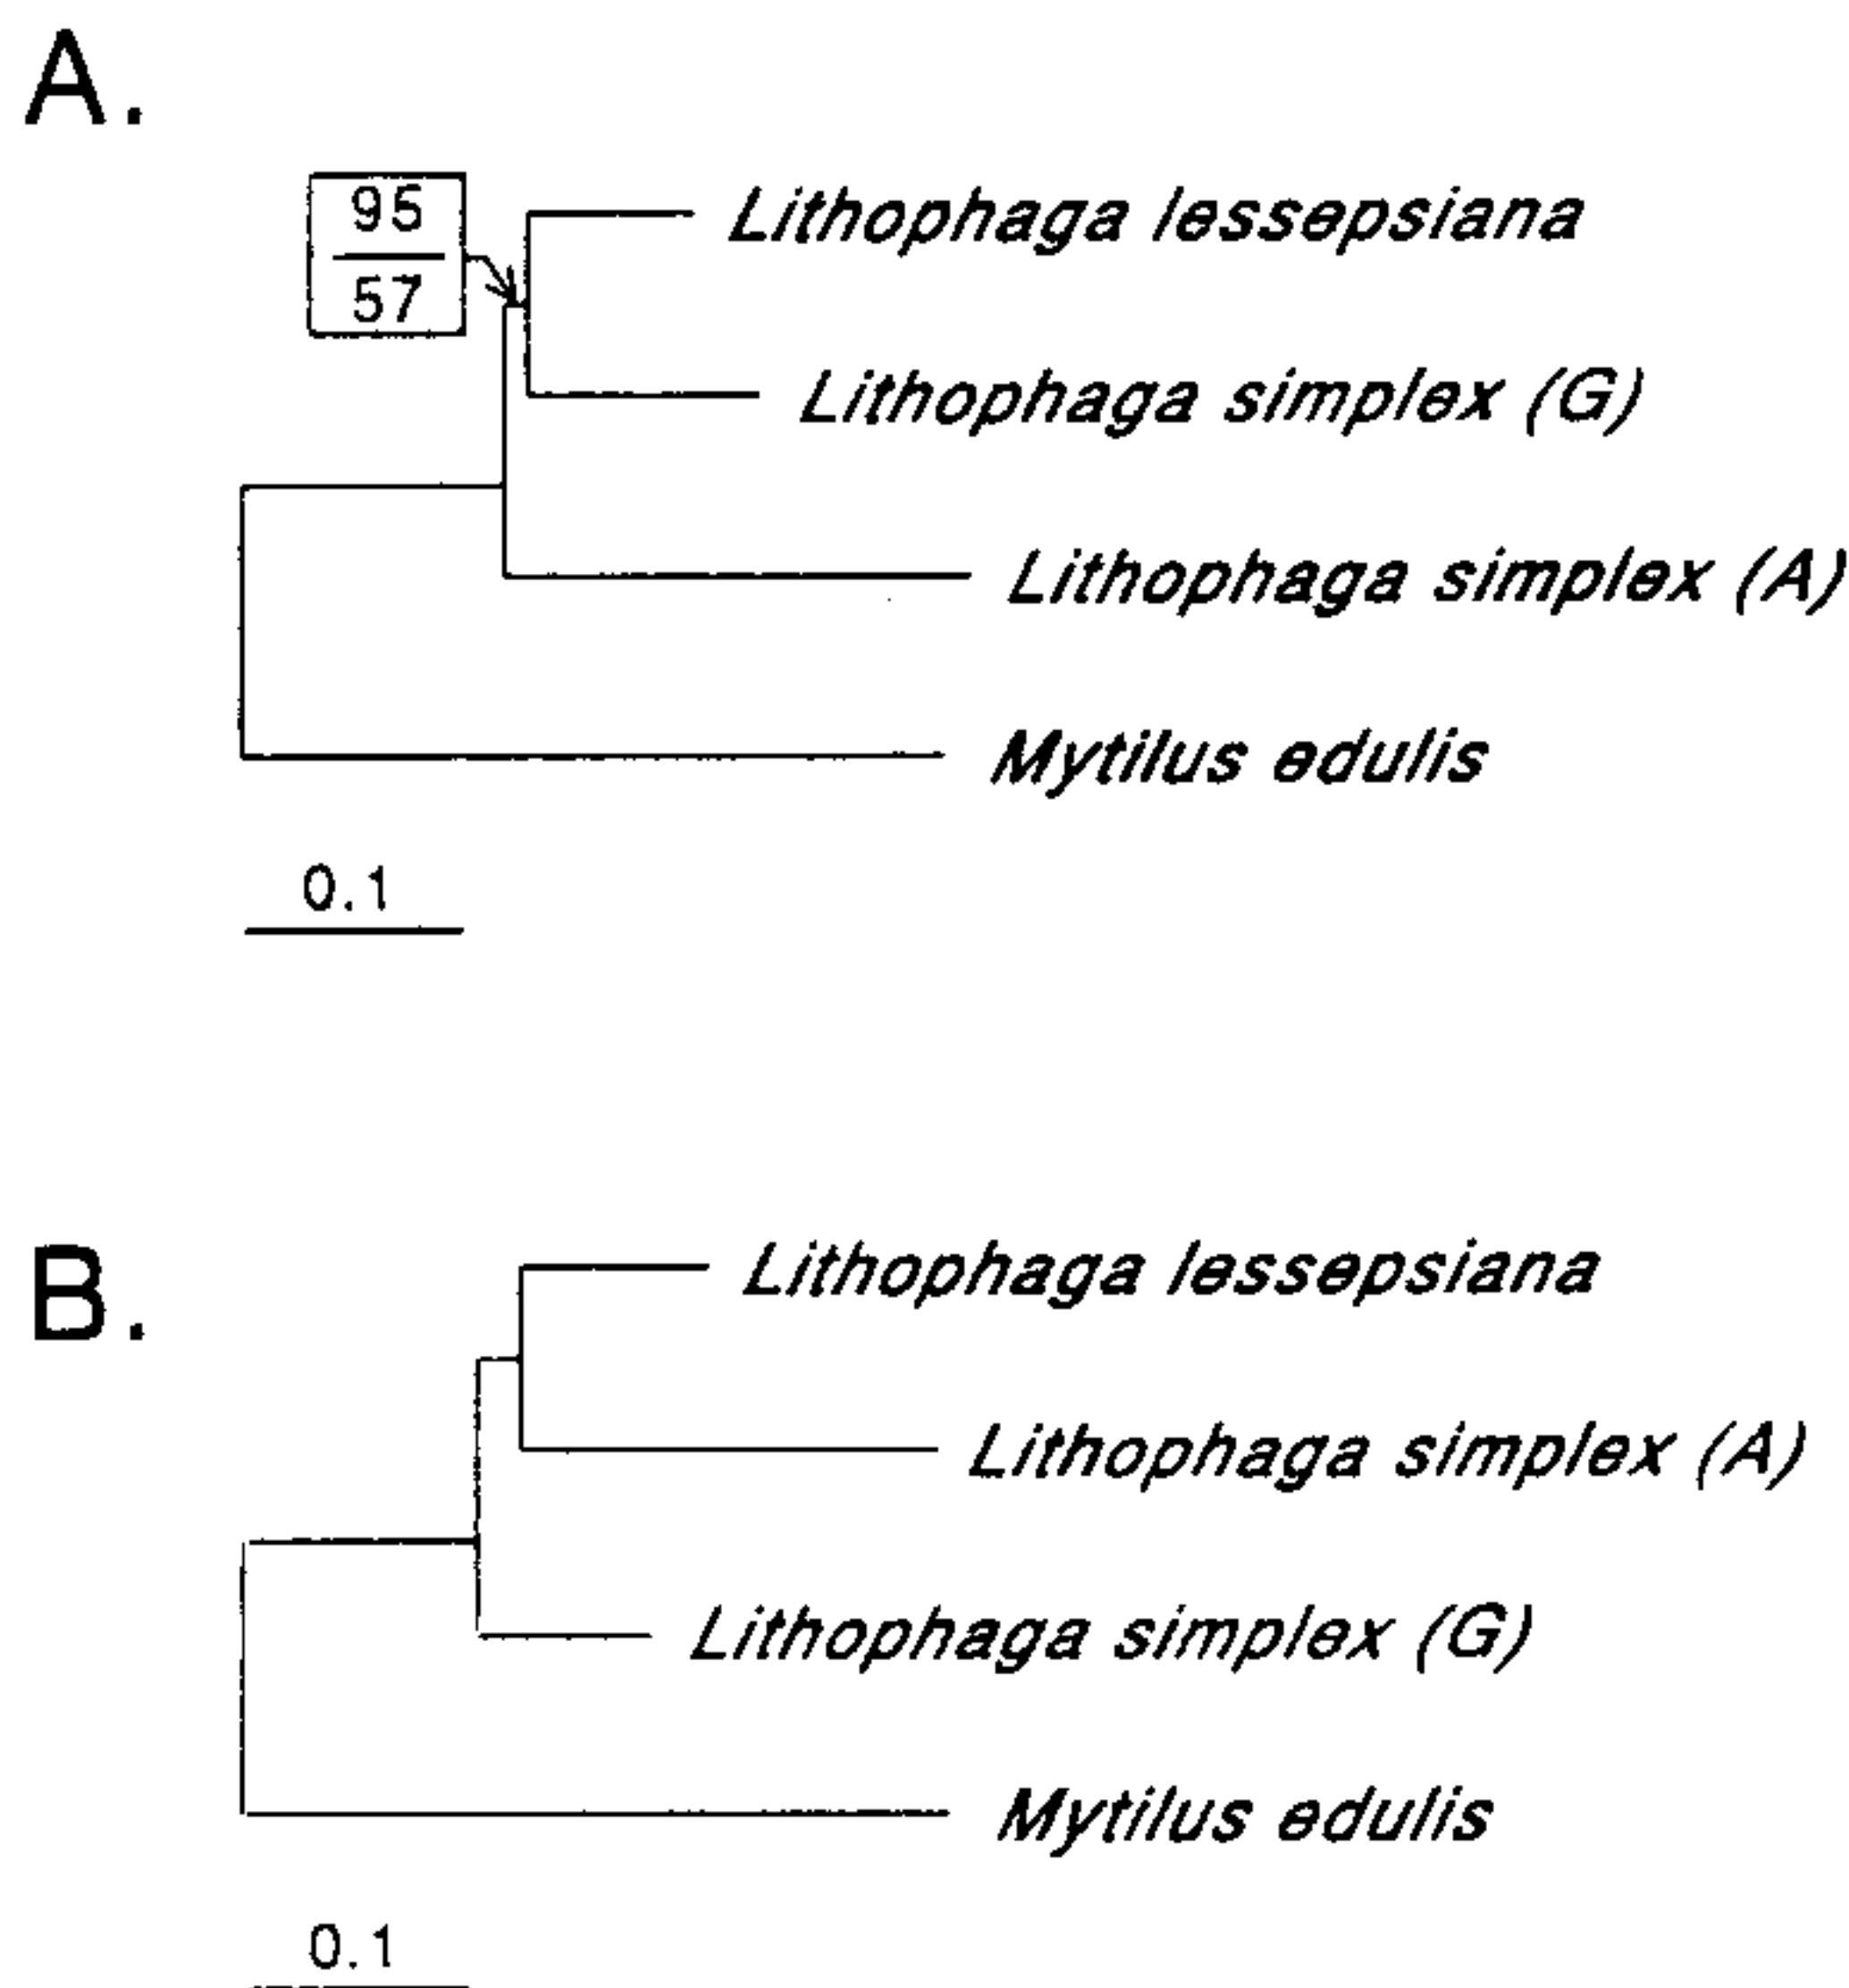 A.
95
57
Lithophaga lessepsiana
Lithophaga simplex (G)
Lithophaga simplex (A)
Mytilus edulis
0.1
B.
Lithophaga lessepsiana
Lithophaga simplex (A)
Lithophaga simplex (G)
Mytilus edulis
0.1